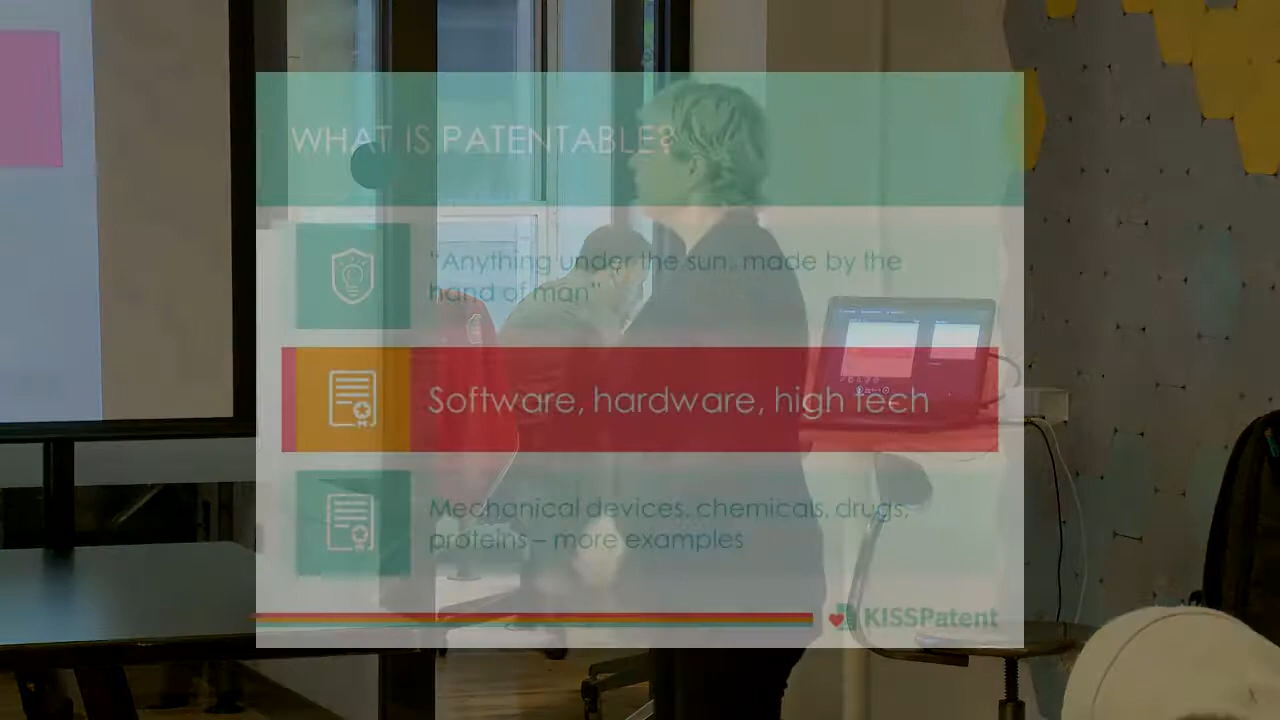 WHAT IS PATENTABLE?
"Anything under the sun, made by the
hand of man"
Software, hardware, high tech
Mechanical devices, chemicals, drugs,
proteins – more examples
KISSPatent